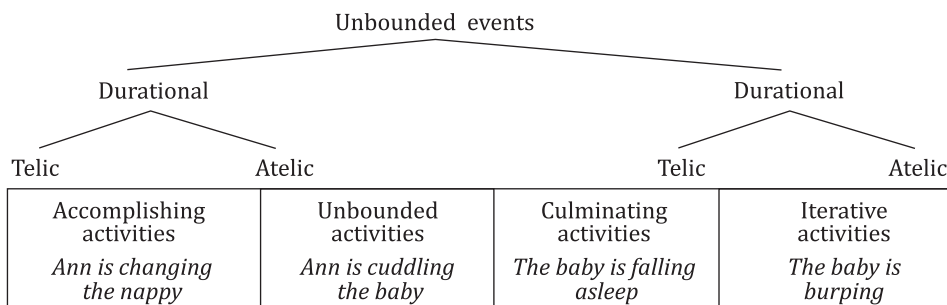 Unbounded events
Durational Durational
Telic Atelic Telic Atelic
Accomplishing activities
Ann is changing the nappy
Unbounded activities
Ann is cuddling the baby
Culminating activities
The baby is falling asleep
Iterative activities
The baby is burping